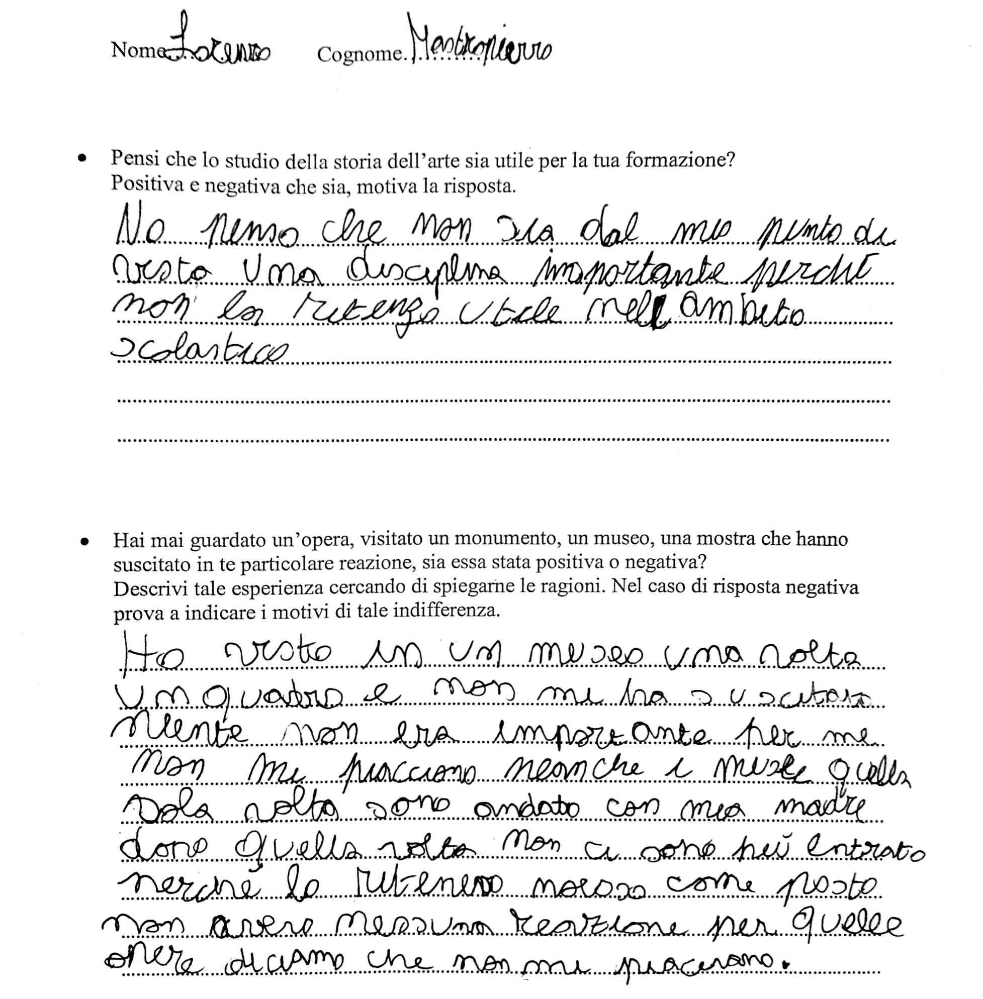 Nome Lorenzo Cognome. Mastropierro
• Pensi che lo studio della storia dell'arte sia utile per la tua formazione?
Positiva e negativa che sia, motiva la risposta.
No penso che non sia dal mio punto di
vista una disciplina importante perché
non la ritengo utile nell ambito
scolastico
• Hai mai guardato un'opera, visitato un monumento, un museo, una mostra che hanno
suscitato in te particolare reazione, sia essa stata positiva o negativa?
Descrivi tale esperienza cercando di spiegarne le ragioni. Nel caso di risposta negativa
prova a indicare i motivi di tale indifferenza.
Ho visto in un museo una volta
un quadro e non mi ha suscitato
niente non era importante per me
non mi piacciono neanche i musei quella
sola volta sono andato con mia madre
dopo quella volta non ci sono più entrato
perché lo ritenevo noioso come posto
non avevo nessuna reazione per quelle
opere diciamo che non mi piacevano.